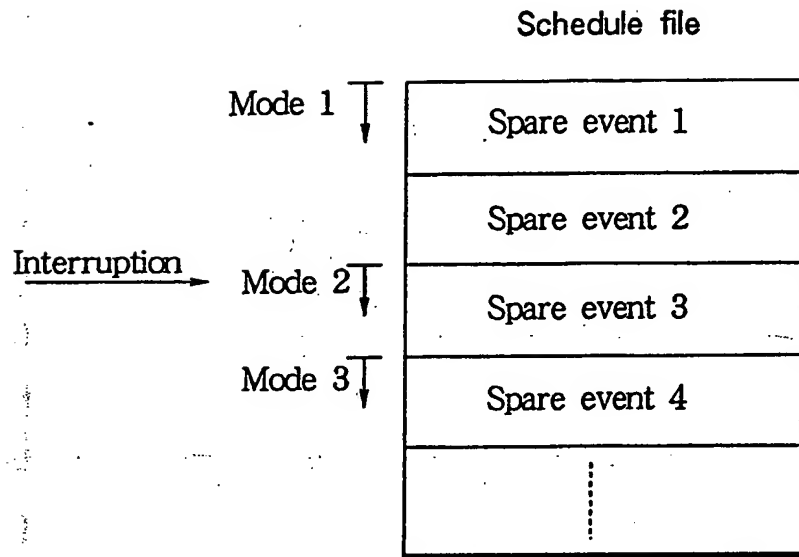 Schedule file
Mode 1
Spare event 1
Spare event 2
Interruption
Mode 2
Spare event 3
Mode 3
Spare event 4